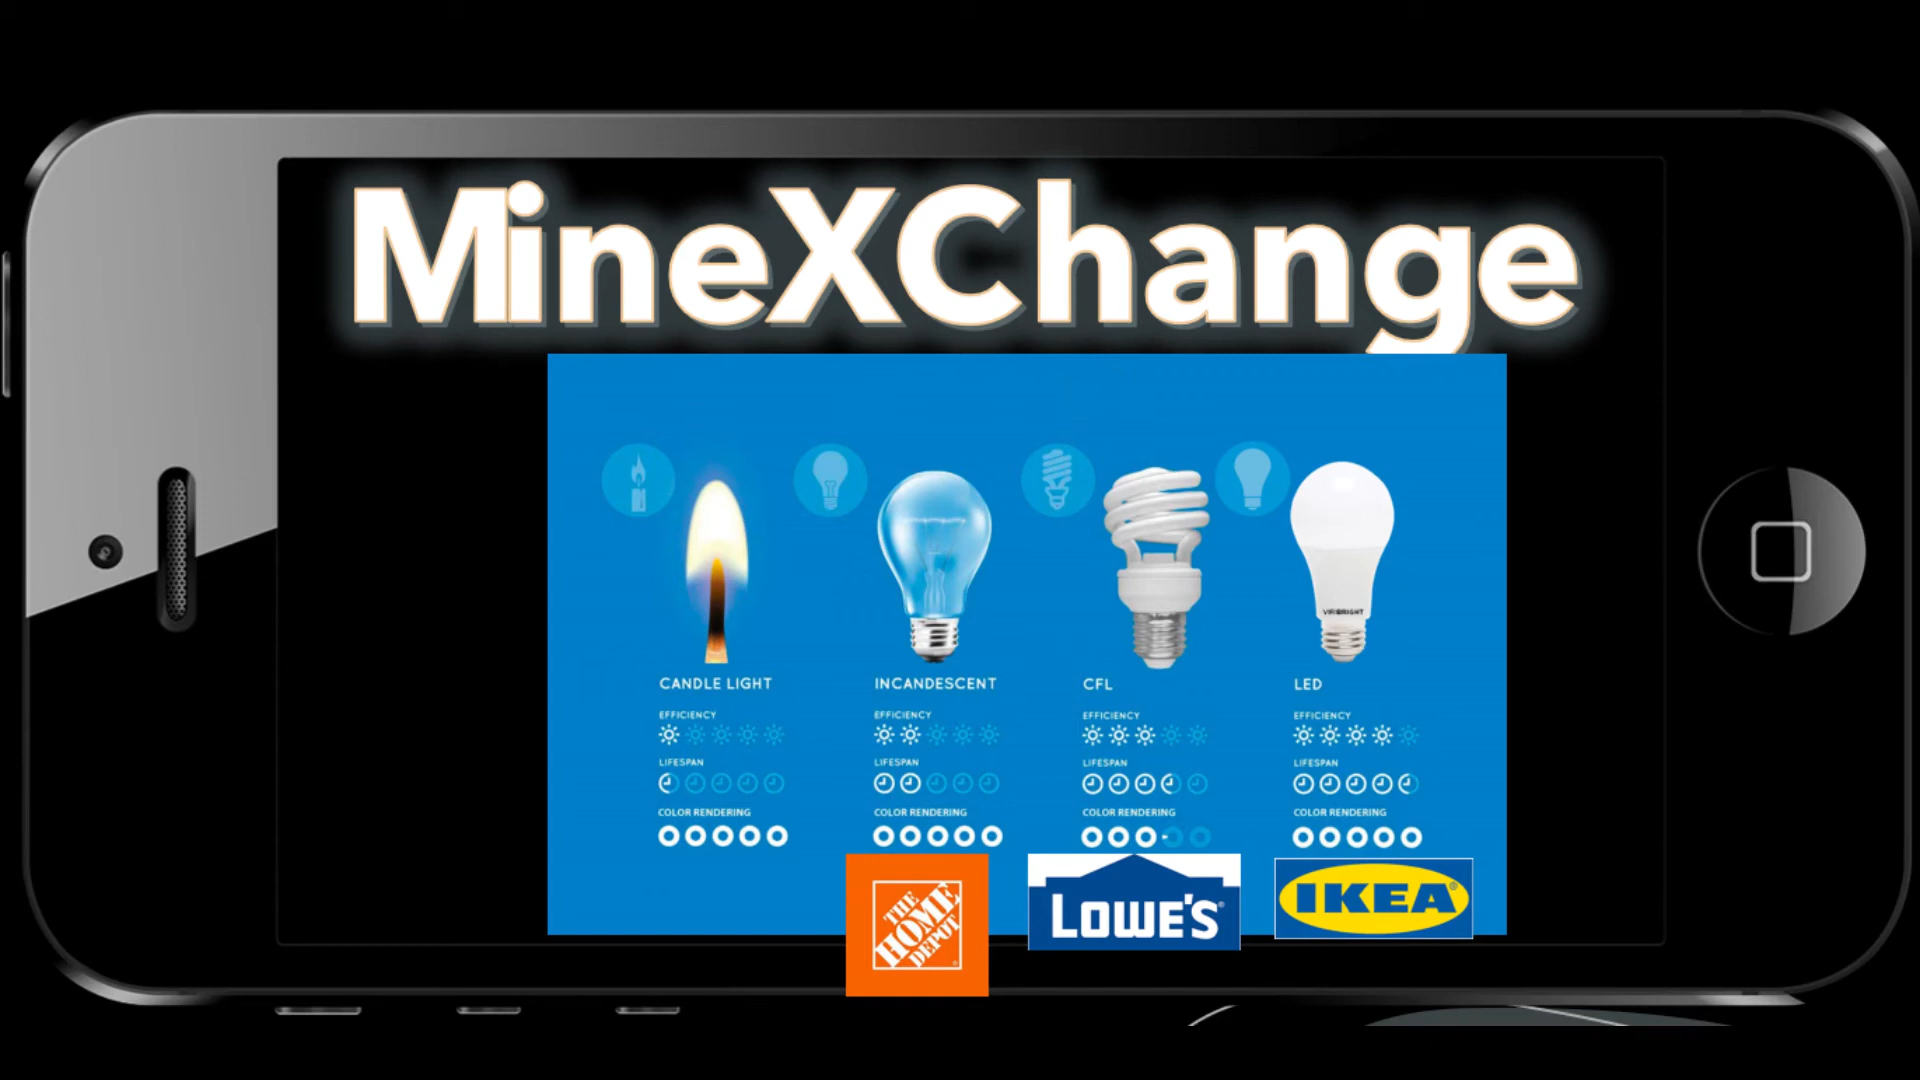 MineXChange
VIRIBRIGHT
CANDLE LIGHT
EFFICIENCY
LIFESPAN
COLOR RENDERING
INCANDESCENT
EFFICIENCY
LIFESPAN
COLOR RENDERING
CFL
EFFICIENCY
LIFESPAN
COLOR RENDERING
LED
EFFICIENCY
LIFESPAN
COLOR RENDERING
THE
HOME
DEPOT
LOWE'S
IKEA